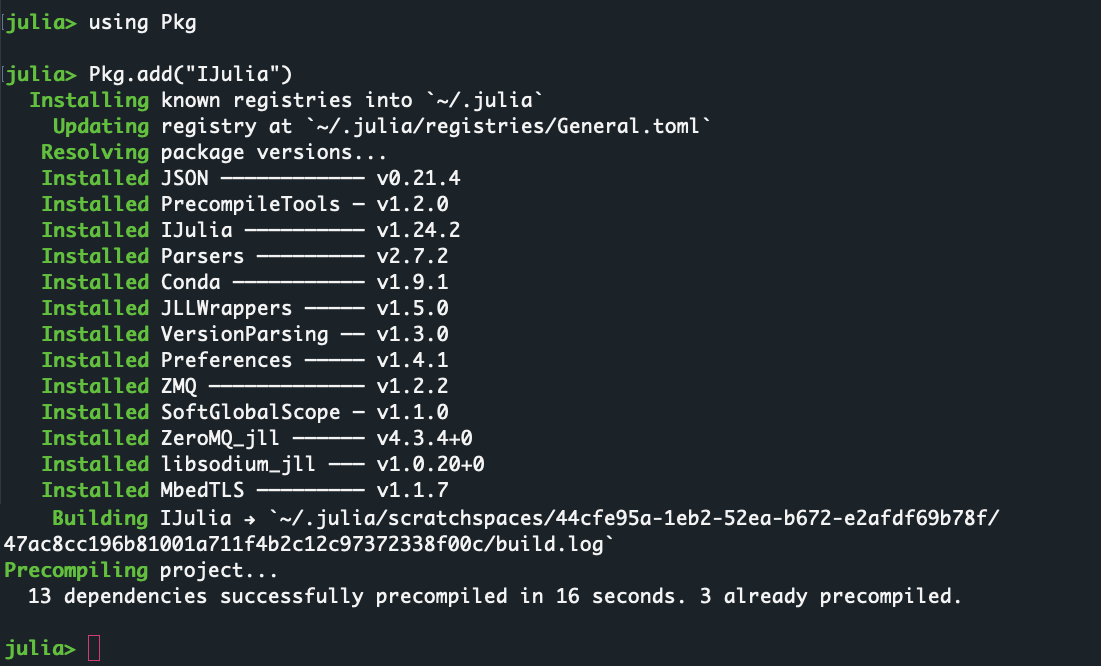 julia> using Pkg
julia> Pkg.add("IJulia")
Installing known registries into `~/.julia`
Updating registry at `~/.julia/registries/General.toml`
Resolving package versions...
Installed JSON ──────────── v0.21.4
Installed PrecompileTools ─ v1.2.0
Installed IJulia ────────── v1.24.2
Installed Parsers ───────── v2.7.2
Installed Conda ─────────── v1.9.1
Installed JLLWrappers ───── v1.5.0
Installed VersionParsing ── v1.3.0
Installed Preferences ───── v1.4.1
Installed ZMQ ───────────── v1.2.2
Installed SoftGlobalScope ─ v1.1.0
Installed ZeroMQ_jll ────── v4.3.4+0
Installed libsodium_jll ─── v1.0.20+0
Installed MbedTLS ───────── v1.1.7
Building IJulia → `~/.julia/scratchspaces/44cfe95a-1eb2-52ea-b672-e2afdf69b78f/
47ac8cc196b81001a711f4b2c12c97372338f00c/build.log`
Precompiling project...
13 dependencies successfully precompiled in 16 seconds. 3 already precompiled.
julia>